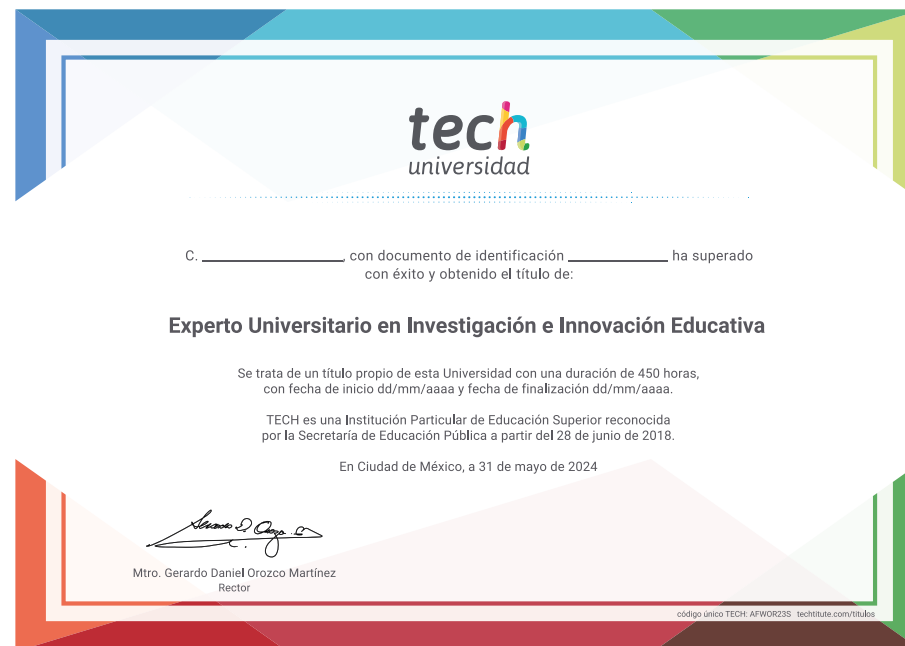 tech
universidad
C. ____________, con documento de identificación ____________ ha superado
con éxito y obtenido el título de:
Experto Universitario en Investigación e Innovación Educativa
Se trata de un título propio de esta Universidad con una duración de 450 horas,
con fecha de inicio dd/mm/aaaa y fecha de finalización dd/mm/aaaa.
TECH es una Institución Particular de Educación Superior reconocida
por la Secretaría de Educación Pública a partir del 28 de junio de 2018.
En Ciudad de México, a 31 de mayo de 2024
Mtro. Gerardo Daniel Orozco Martínez
Rector
código único TECH: AFWOR23S techtitute.com/titulos